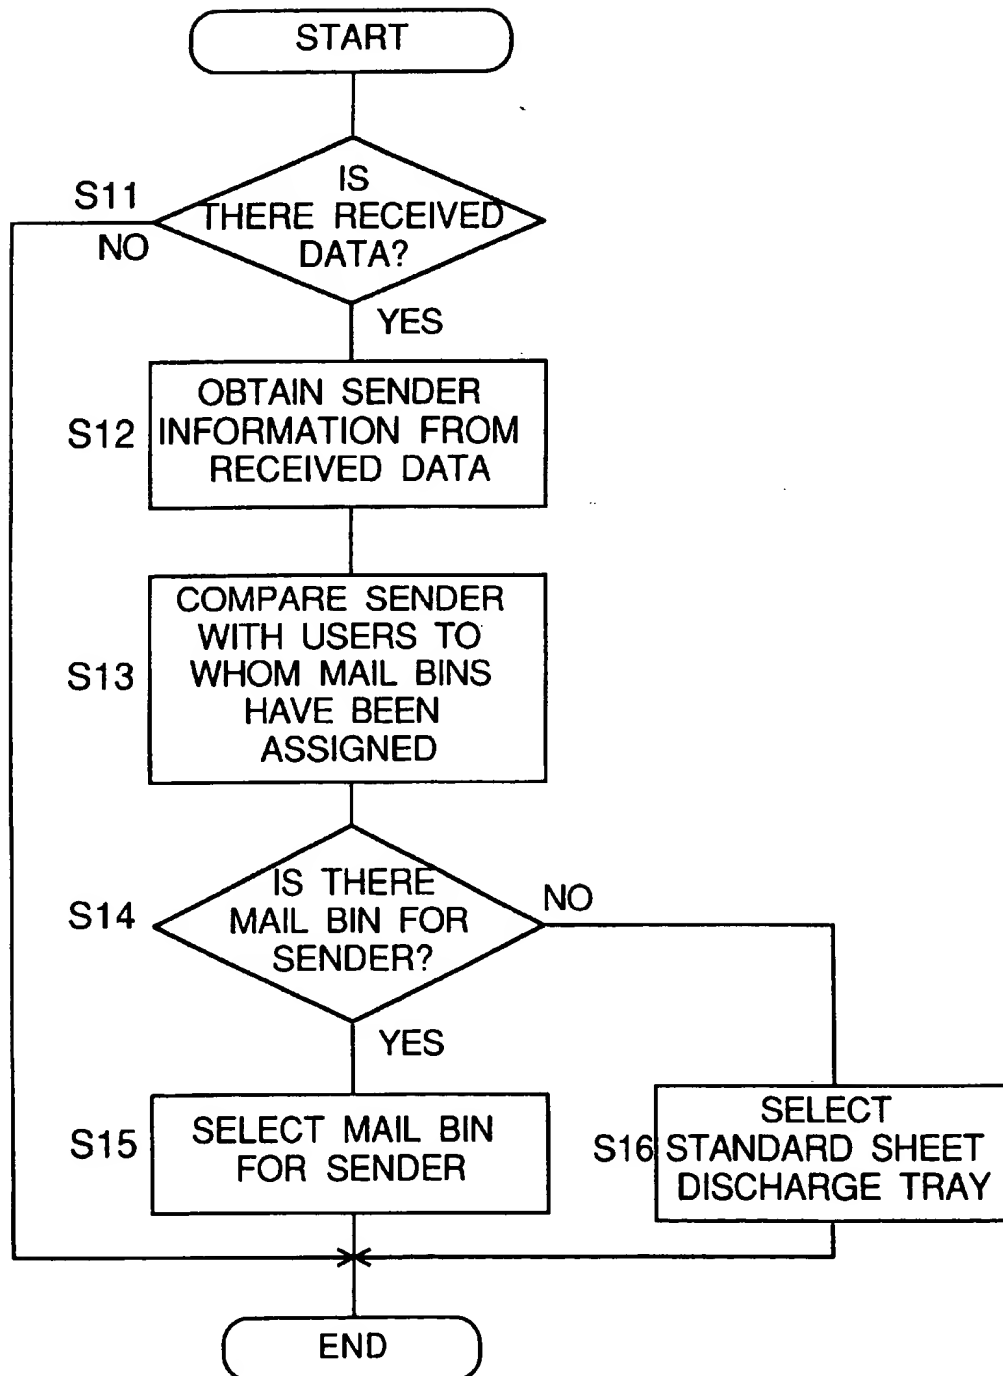 START
S11
IS
THERE RECEIVED
DATA?
NO
YES
S12
OBTAIN SENDER
INFORMATION FROM
RECEIVED DATA
S13
COMPARE SENDER
WITH USERS TO
WHOM MAIL BINS
HAVE BEEN
ASSIGNED
S14
IS THERE
MAIL BIN FOR
SENDER?
NO
YES
S15
SELECT MAIL BIN
FOR SENDER
S16
SELECT
STANDARD SHEET
DISCHARGE TRAY
END